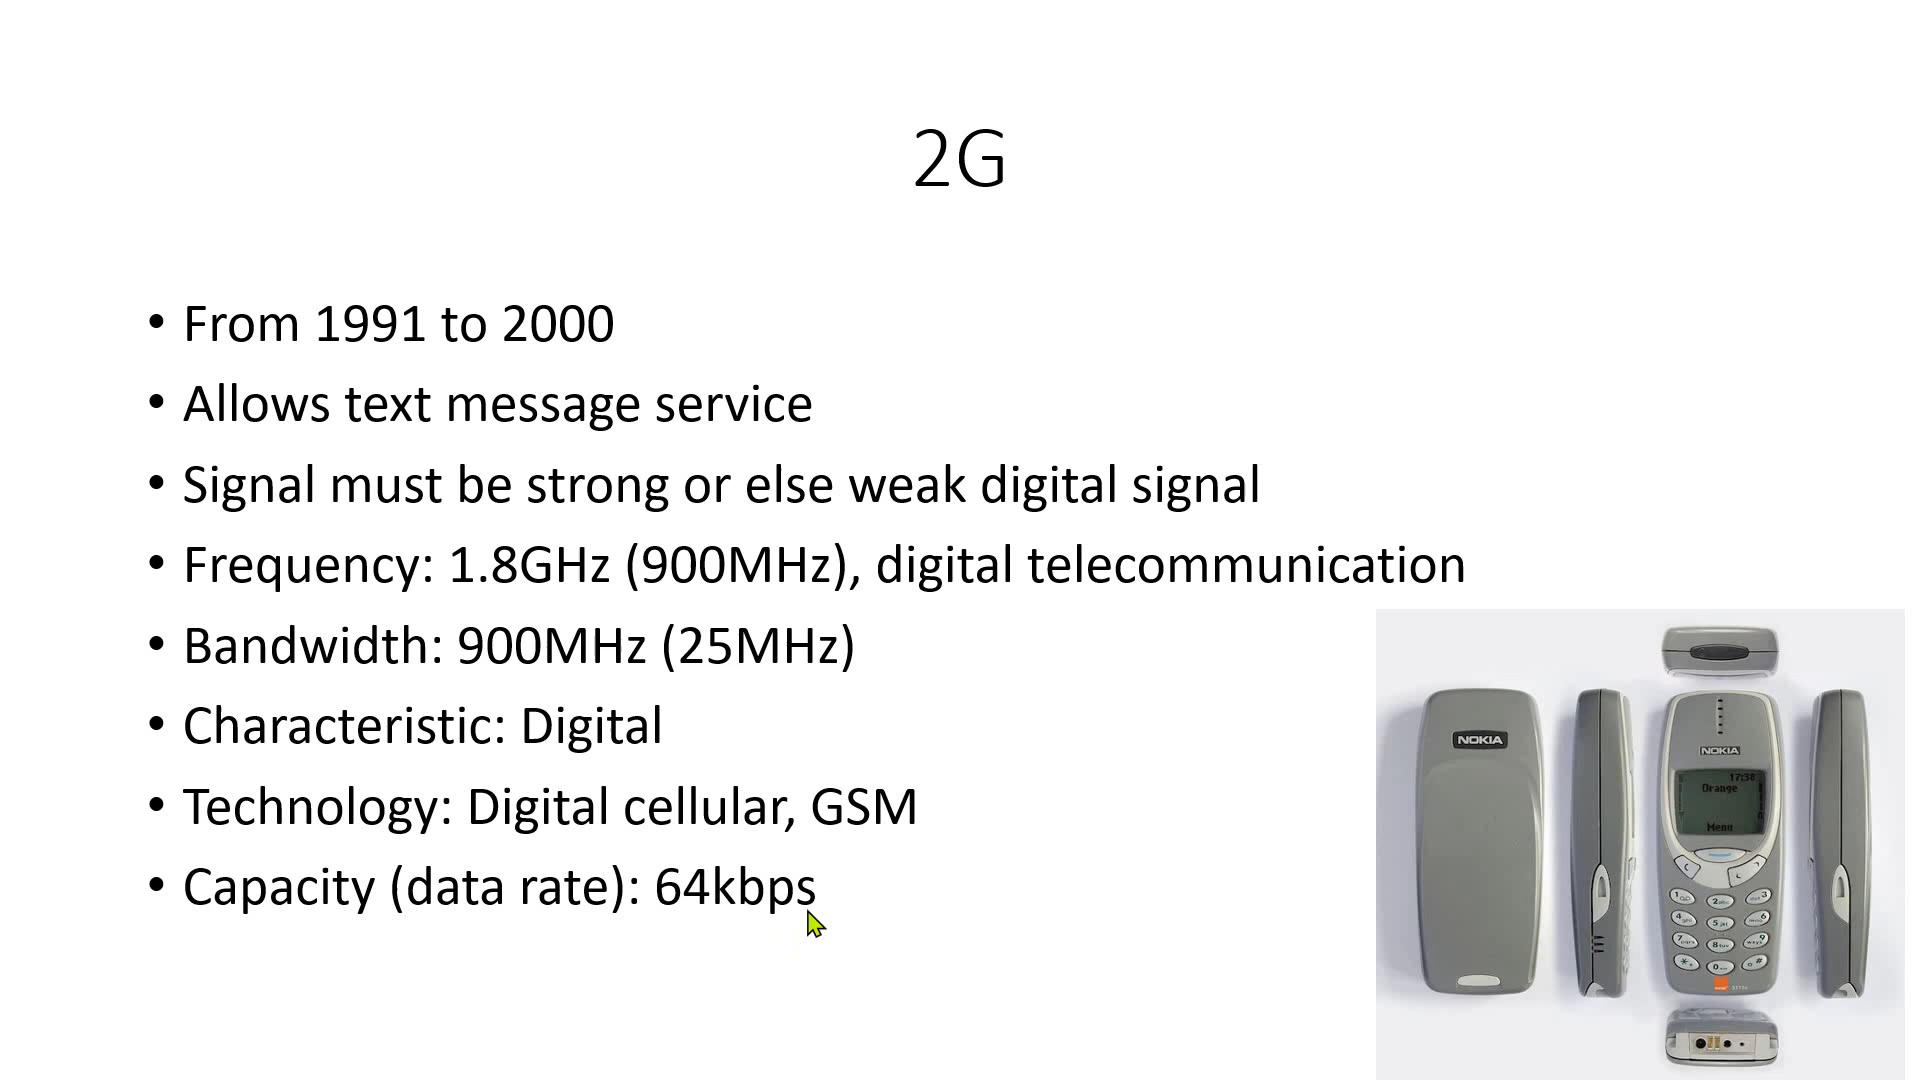 2G
• From 1991 to 2000
• Allows text message service
• Signal must be strong or else weak digital signal
• Frequency: 1.8GHz (900MHz), digital telecommunication
• Bandwidth: 900MHz (25MHz)
• Characteristic: Digital
• Technology: Digital cellular, GSM
• Capacity (data rate): 64kbps
NOKIA
NOKIA
17:38
Orange
Menu